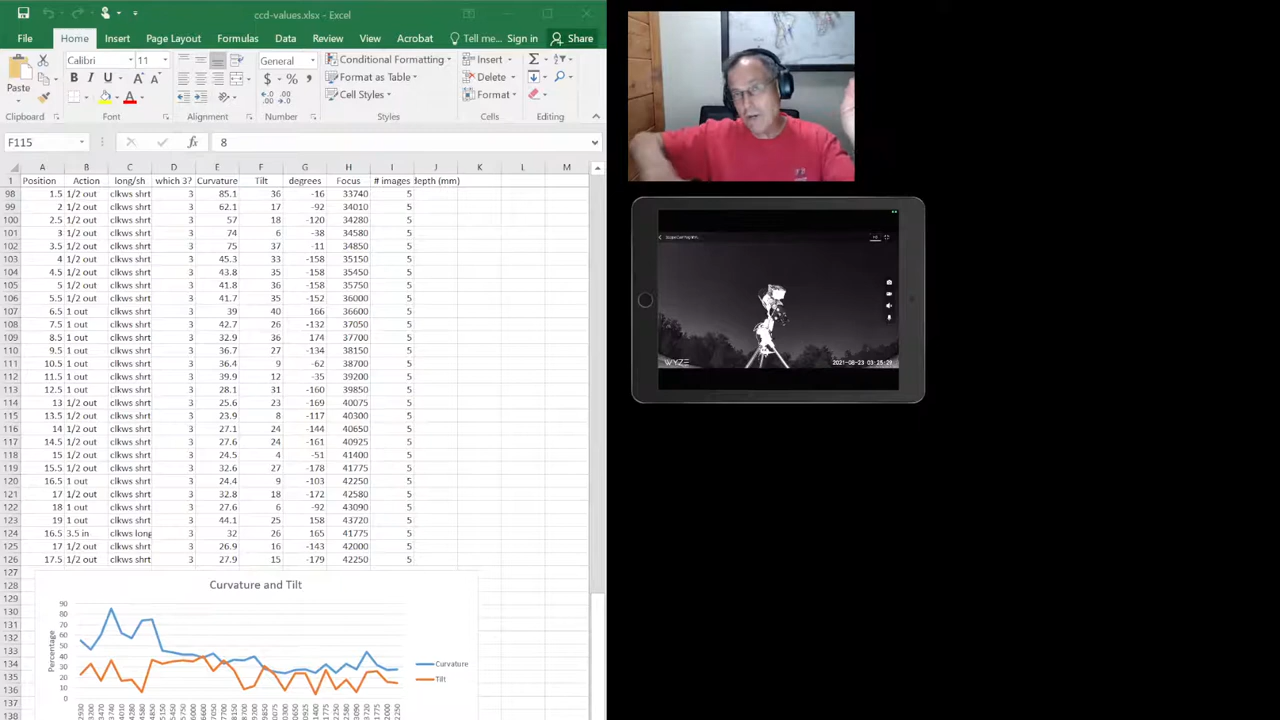 ccd-values.xlsx - Excel
File Home Insert Page Layout Formulas Data Review View Acrobat Tell me... Sign in Share
Calibri 11 General Conditional Formatting Insert
Paste B I U A $ % Format as Table Delete
Cell Styles Format
Clipboard Font Alignment Number Styles Cells Editing
F115 fx 8
A B C D E F G H I J K L M
1 Position Action long/sh which 3? Curvature Tilt degrees Focus # images depth (mm)
98 1.5 1/2 out clkws shrt 3 85.1 36 -16 33740 5
99 2 1/2 out clkws shrt 3 62.1 17 -92 34010 5
100 2.5 1/2 out clkws shrt 3 57 18 -120 34280 5
101 3 1/2 out clkws shrt 3 74 6 -38 34580 5
102 3.5 1/2 out clkws shrt 3 75 37 -11 34850 5
103 4 1/2 out clkws shrt 3 45.3 33 -158 35150 5
104 4.5 1/2 out clkws shrt 3 43.8 35 -158 35450 5
105 5 1/2 out clkws shrt 3 41.8 36 -158 35750 5
106 5.5 1/2 out clkws shrt 3 41.7 35 -152 36000 5
107 6.5 1 out clkws shrt 3 39 40 166 36600 5
108 7.5 1 out clkws shrt 3 42.7 26 -132 37050 5
109 8.5 1 out clkws shrt 3 32.9 36 174 37700 5
110 9.5 1 out clkws shrt 3 36.7 27 -134 38150 5
111 10.5 1 out clkws shrt 3 36.4 9 -62 38700 5
112 11.5 1 out clkws shrt 3 39.9 12 -35 39200 5
113 12.5 1 out clkws shrt 3 28.1 31 -160 39850 5
114 13 1/2 out clkws shrt 3 25.6 23 -169 40075 5
115 13.5 1/2 out clkws shrt 3 23.9 8 -117 40300 5
116 14 1/2 out clkws shrt 3 27.1 24 -144 40650 5
117 14.5 1/2 out clkws shrt 3 27.6 24 -161 40925 5
118 15 1/2 out clkws shrt 3 24.5 4 -51 41400 5
119 15.5 1/2 out clkws shrt 3 32.6 27 -178 41775 5
120 16.5 1 out clkws shrt 3 24.4 9 -103 42250 5
121 17 1/2 out clkws shrt 3 32.8 18 -172 42580 5
122 18 1 out clkws shrt 3 27.6 6 -92 43090 5
123 19 1 out clkws shrt 3 44.1 25 158 43720 5
124 16.5 3.5 in clkws long 3 32 26 165 41775 5
125 17 1/2 out clkws shrt 3 26.9 16 -143 42000 5
126 17.5 1/2 out clkws shrt 3 27.9 15 -179 42250 5
127
128
129
130
131
132
133
134
135
136
137
138
Curvature and Tilt
Percentage
90
80
70
60
50
40
30
20
10
0
Curvature
Tilt
WYZE 2021-08-23 03:25:29